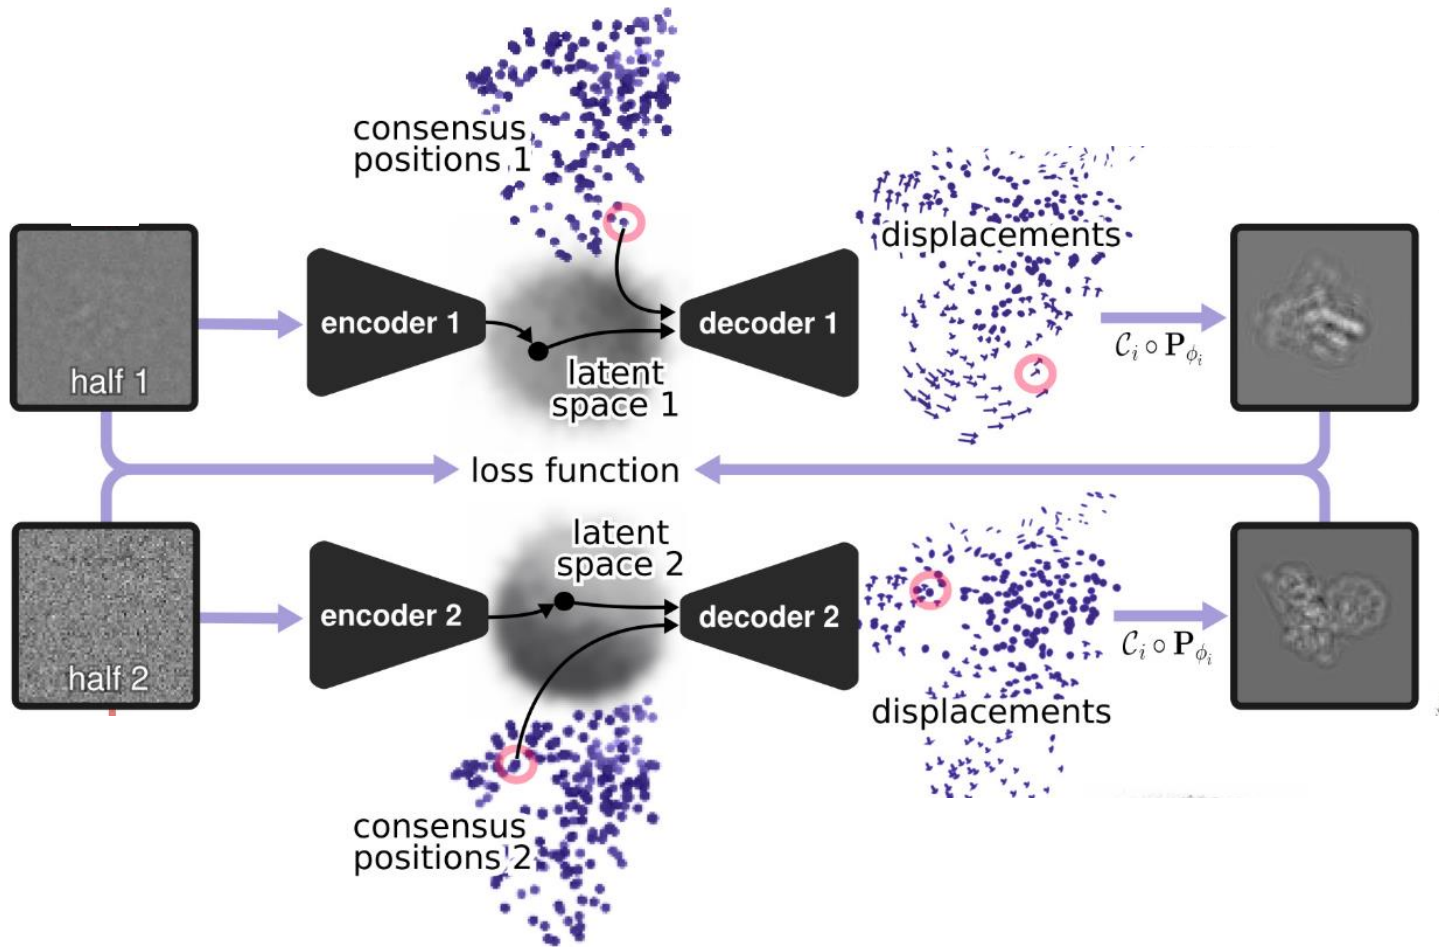 consensus
positions 1
displacements
half 1
encoder 1
decoder 1
latent
space 1
𝒞ᵢ ∘ 𝐏_ϕᵢ
loss function
half 2
encoder 2
latent
space 2
decoder 2
𝒞ᵢ ∘ 𝐏_ϕᵢ
displacements
consensus
positions 2